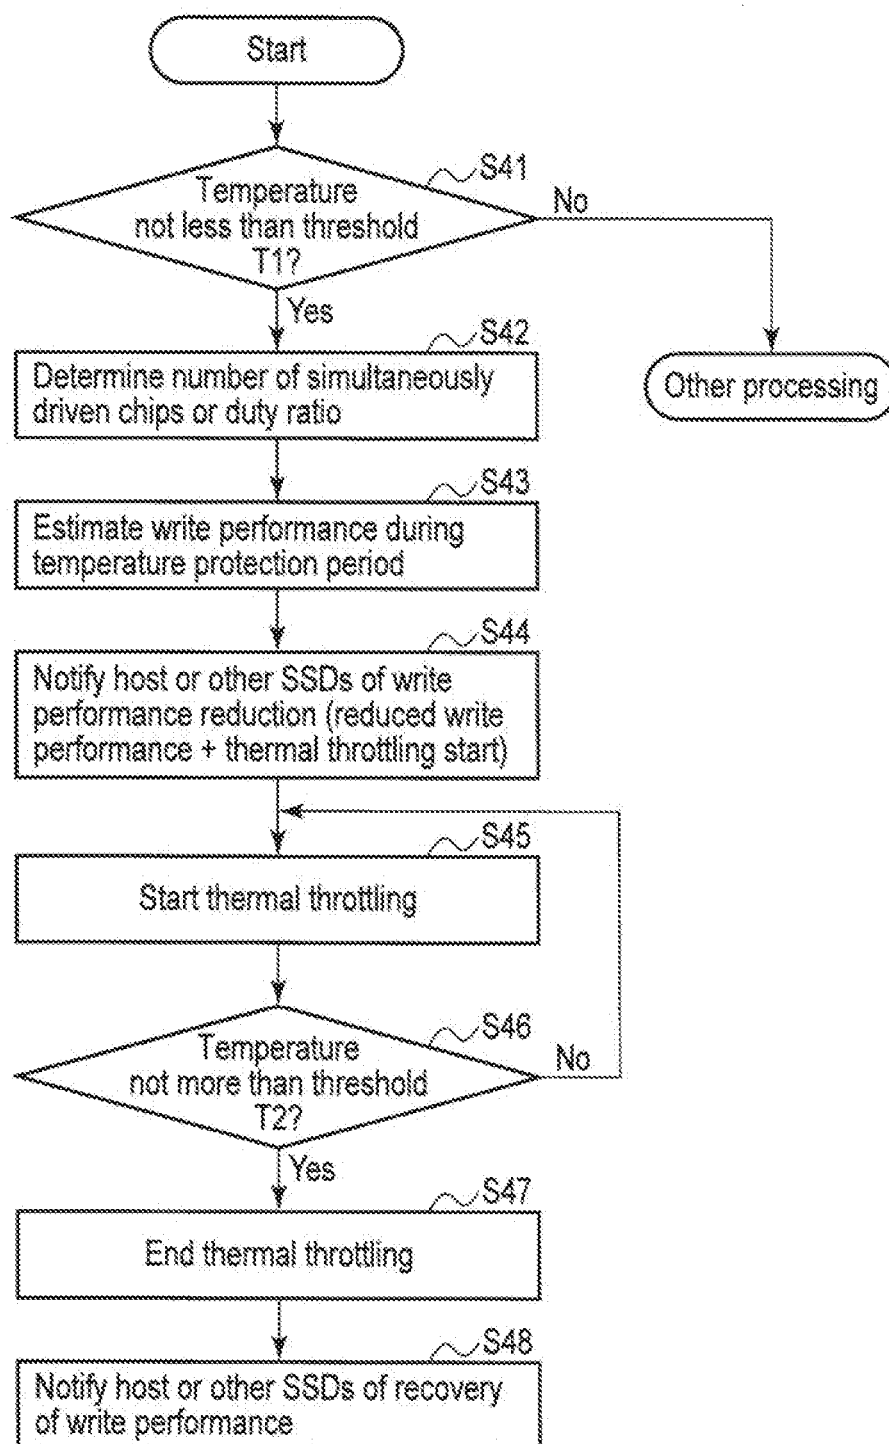 Start
S41
Temperature
not less than threshold
T1?
No
Yes
S42
Determine number of simultaneously
driven chips or duty ratio
Other processing
S43
Estimate write performance during
temperature protection period
S44
Notify host or other SSDs of write
performance reduction (reduced write
performance + thermal throttling start)
S45
Start thermal throttling
S46
Temperature
not more than threshold
T2?
No
Yes
S47
End thermal throttling
S48
Notify host or other SSDs of recovery
of write performance